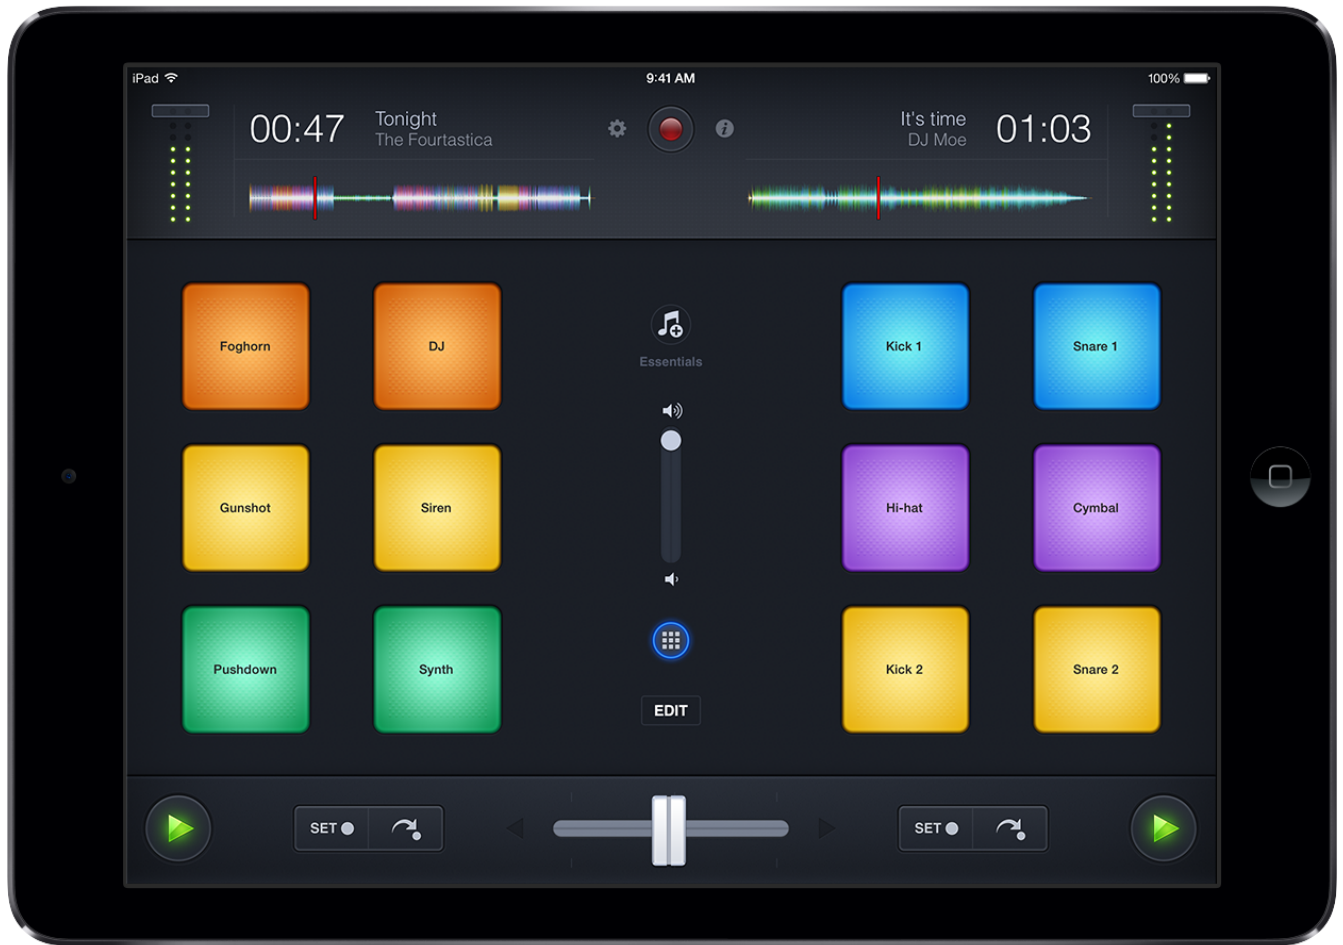 iPad
9:41 AM
100%
00:47
Tonight
The Fourtastica
It's time
DJ Moe
01:03
Foghorn
DJ
Essentials
Kick 1
Snare 1
Gunshot
Siren
Hi-hat
Cymbal
Pushdown
Synth
Kick 2
Snare 2
EDIT
SET
SET